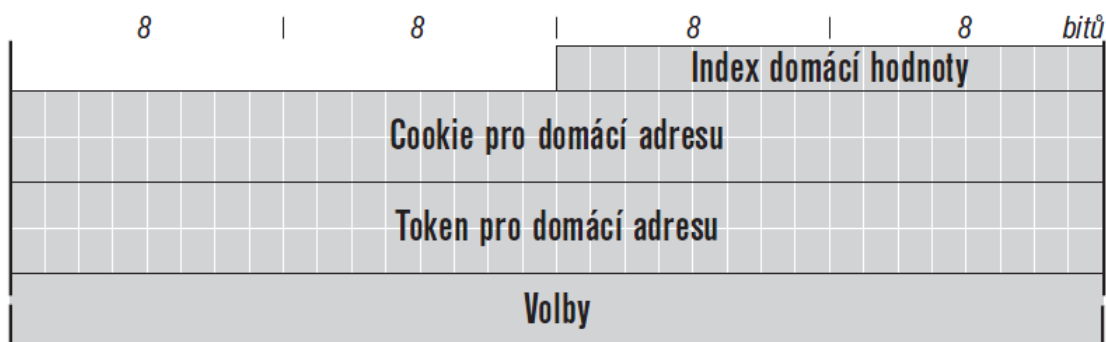 8 8 8 8 bitů
Index domácí hodnoty
Cookie pro domácí adresu
Token pro domácí adresu
Volby